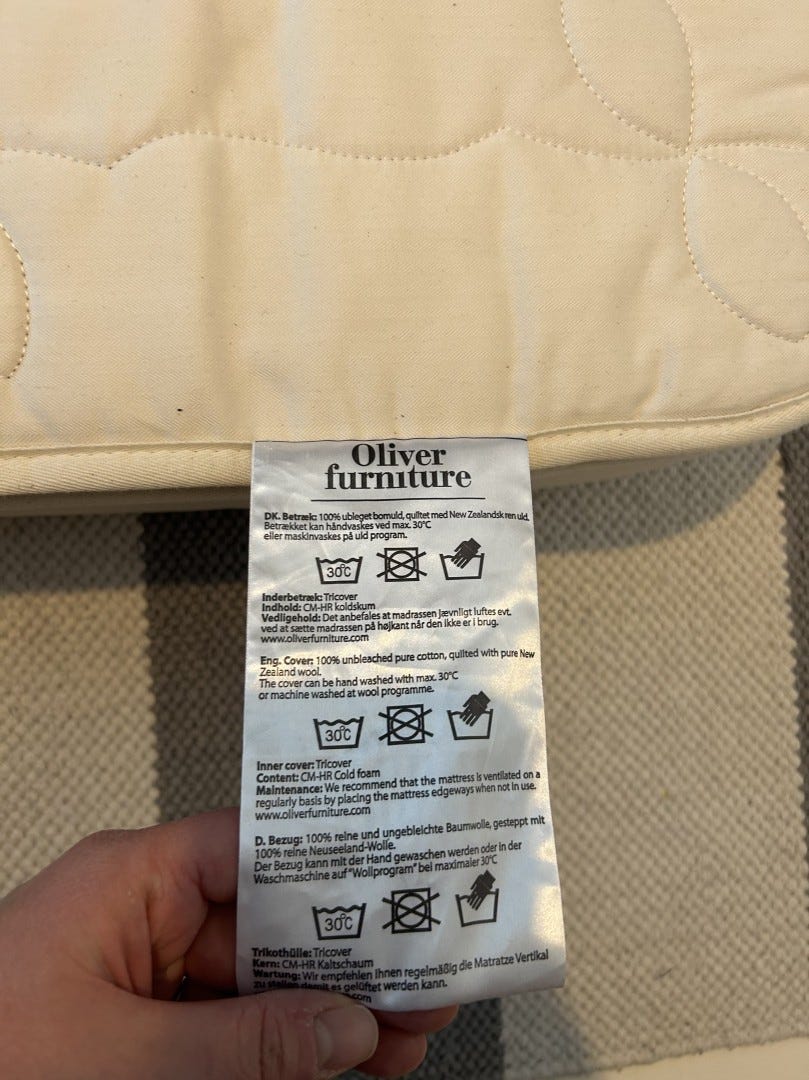 Oliver
furniture
DK. Betræk: 100% ubleget bomuld, quiltet med New Zealandsk ren uld.
Betrækket kan håndvaskes ved max. 30°C
eller maskinvaskes på uld program.
30°C
Inderbetræk: Tricover
Indhold: CM-HR koldskum
Vedligehold: Det anbefales at madrassen jævnligt luftes evt.
ved at sætte madrassen på højkant når den ikke er i brug.
www.oliverfurniture.com
Eng. Cover: 100% unbleached pure cotton, quilted with pure New
Zealand wool.
The cover can be hand washed with max. 30°C
or machine washed at wool programme.
30°C
Inner cover: Tricover
Content: CM-HR Cold foam
Maintenance: We recommend that the mattress is ventilated on a
regularly basis by placing the mattress edgeways when not in use.
www.oliverfurniture.com
D. Bezug: 100% reine und ungebleichte Baumwolle, gesteppt mit
100% reine Neuseeland-Wolle.
Der Bezug kann mit der Hand gewaschen werden oder in der
Waschmaschine auf "Wollprogram" bei maximaler 30°C
30°C
Trikothülle: Tricover
Kern: CM-HR Kaltschaum
Wartung: Wir empfehlen Ihnen regelmäßig die Matratze Vertikal
zu stellen damit es gelüftet werden kann.